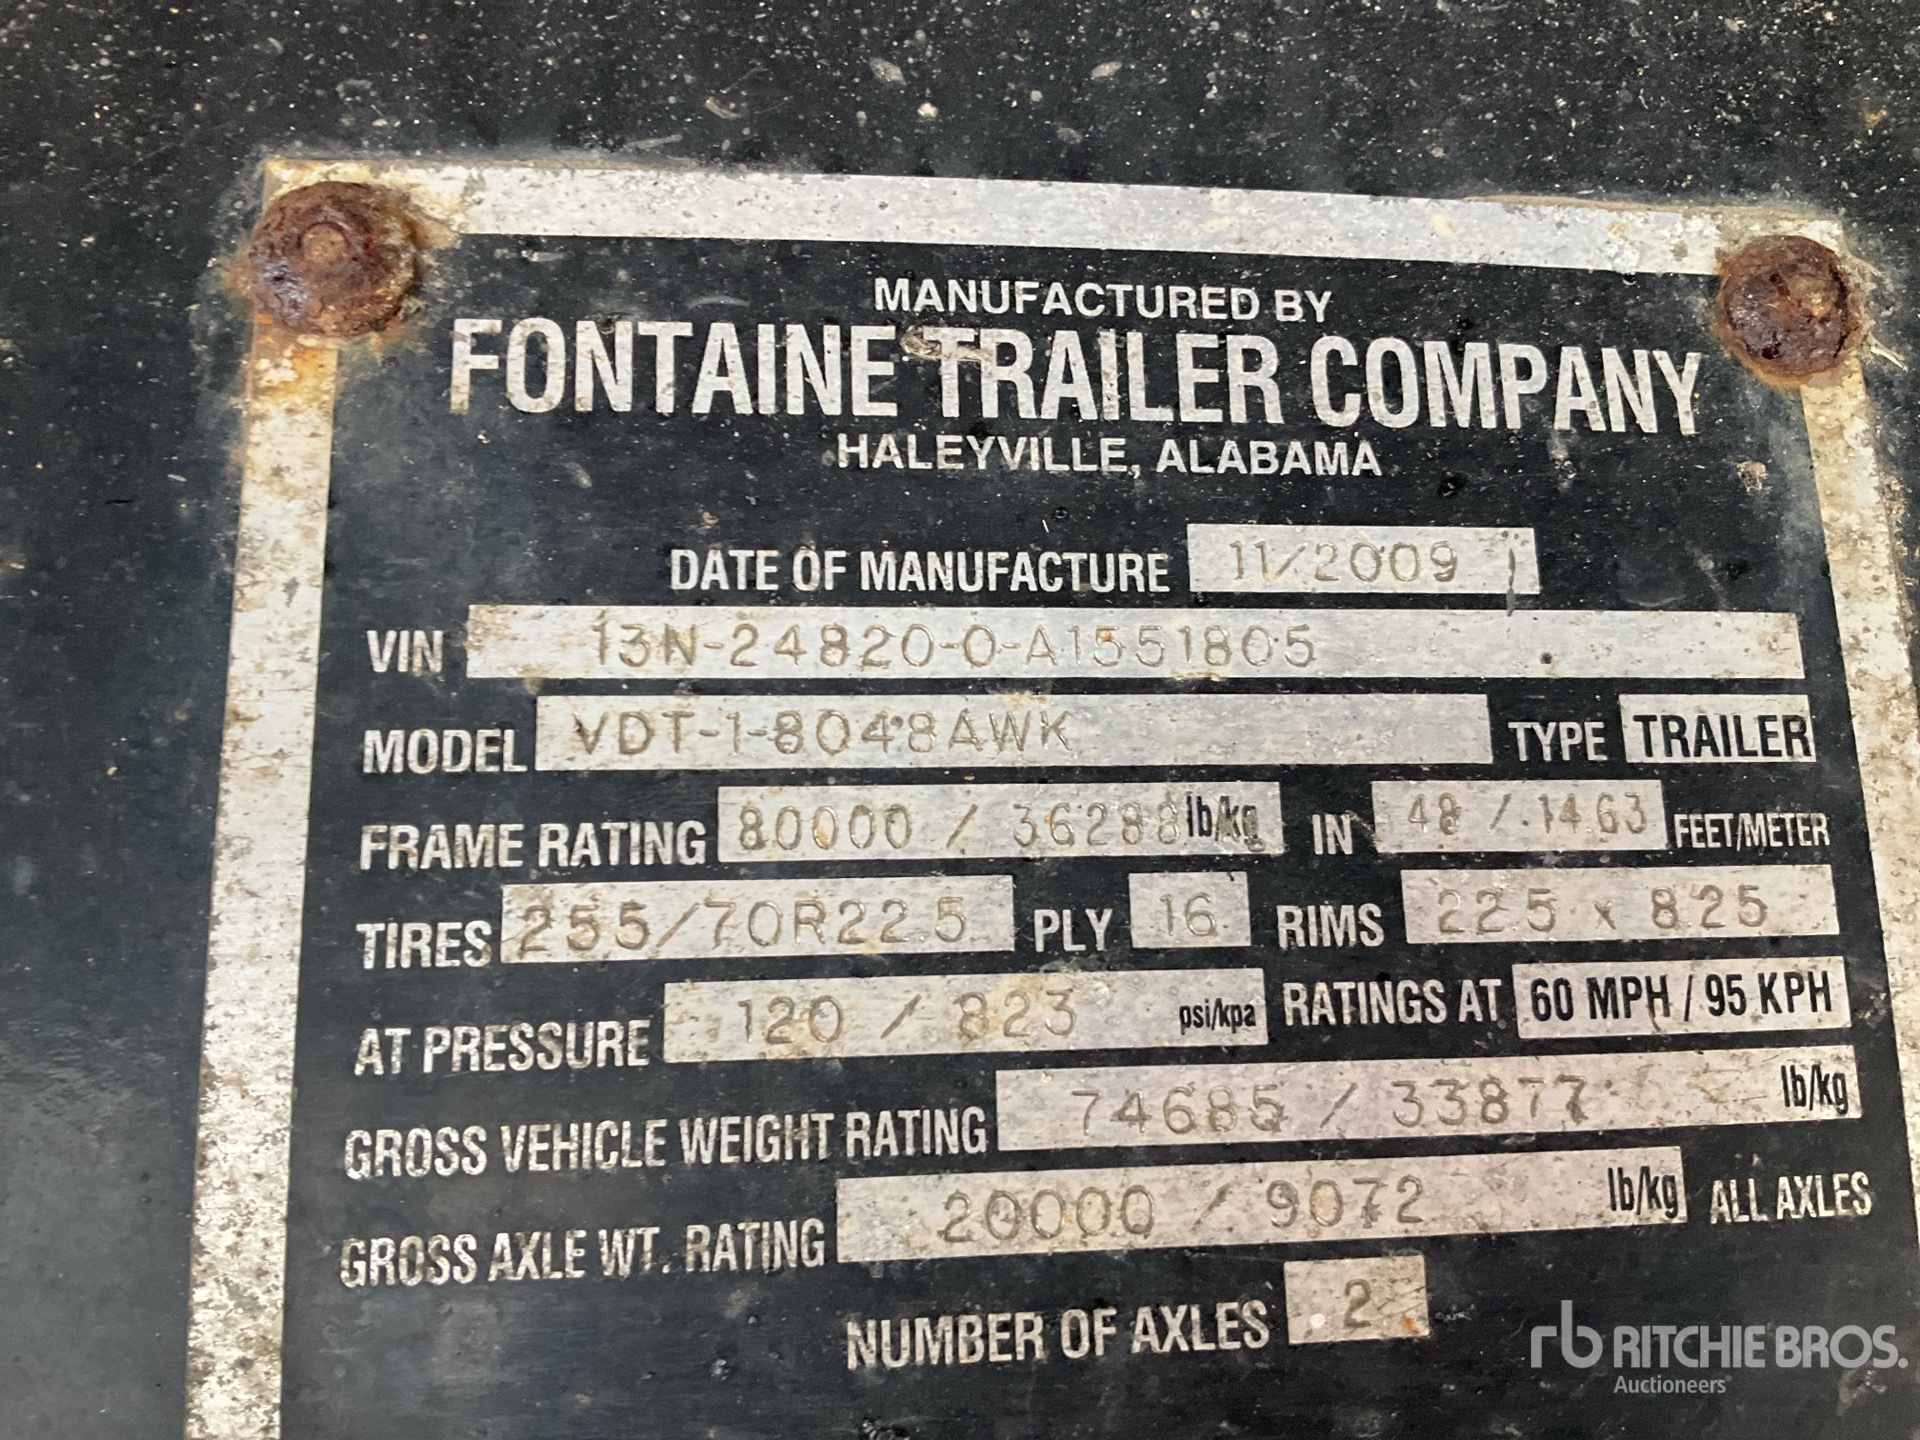 MANUFACTURED BY
FONTAINE TRAILER COMPANY
HALEYVILLE, ALABAMA
DATE OF MANUFACTURE 11/2009
VIN 13N-24820-0-A1551805
MODEL VDT-1-8048AWK TYPE TRAILER
FRAME RATING 80000 / 36288 lb/kg IN 48 / 14.63 FEET/METER
TIRES 255/70R22.5 PLY 16 RIMS 22.5 x 8.25
AT PRESSURE 120 / 823 psi/kpa RATINGS AT 60 MPH / 95 KPH
GROSS VEHICLE WEIGHT RATING 74685 / 33877 lb/kg
GROSS AXLE WT. RATING 20000 / 9072 lb/kg ALL AXLES
NUMBER OF AXLES 2
rb RITCHIE BROS.
Auctioneers